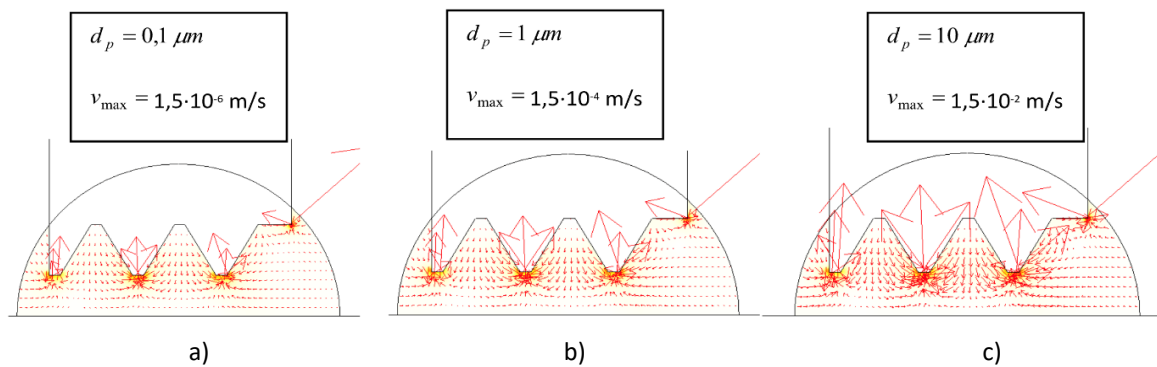 d_p = 0,1 μm
v_max = 1,5·10⁻⁶ m/s
d_p = 1 μm
v_max = 1,5·10⁻⁴ m/s
d_p = 10 μm
v_max = 1,5·10⁻² m/s
a)
b)
c)